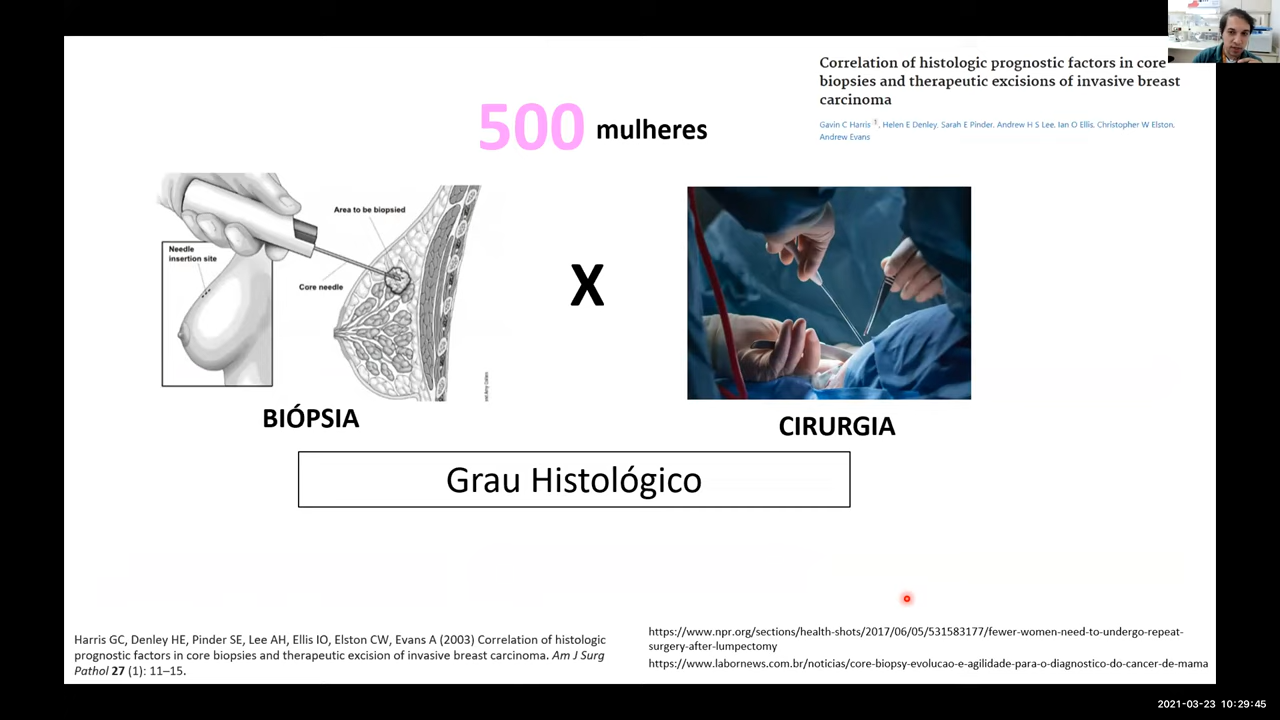 Correlation of histologic prognostic factors in core
biopsies and therapeutic excisions of invasive breast
carcinoma
Gavin C Harris 1, Helen E Denley, Sarah E Pinder, Andrew H S Lee, Ian O Ellis, Christopher W Elston,
Andrew Evans
500 mulheres
Area to be biopsied
Needle
insertion site
Core needle
X
BIÓPSIA
CIRURGIA
Grau Histológico
Harris GC, Denley HE, Pinder SE, Lee AH, Ellis IO, Elston CW, Evans A (2003) Correlation of histologic
prognostic factors in core biopsies and therapeutic excision of invasive breast carcinoma. Am J Surg
Pathol 27 (1): 11–15.
https://www.npr.org/sections/health-shots/2017/06/05/531583177/fewer-women-need-to-undergo-repeat-
surgery-after-lumpectomy
https://www.labornews.com.br/noticias/core-biopsy-evolucao-e-agilidade-para-o-diagnostico-do-cancer-de-mama
2021-03-23 10:29:45